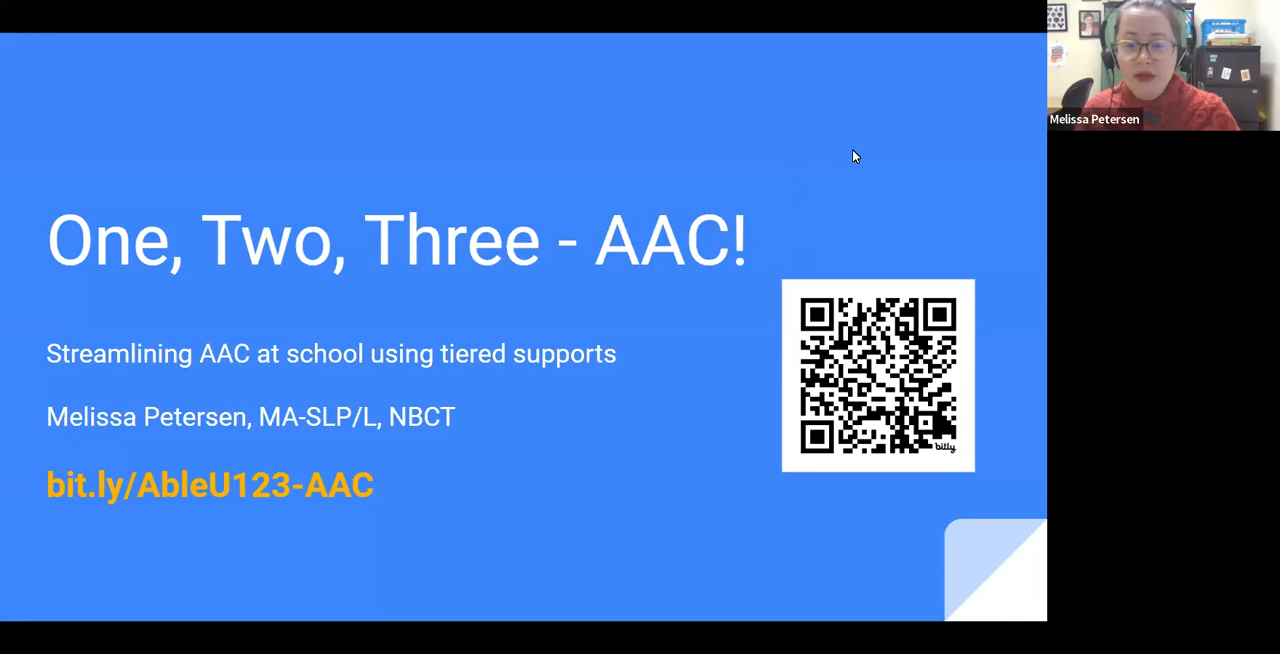 One, Two, Three - AAC!
Streamlining AAC at school using tiered supports
Melissa Petersen, MA-SLP/L, NBCT
bit.ly/AbleU123-AAC
bitly
Melissa Petersen